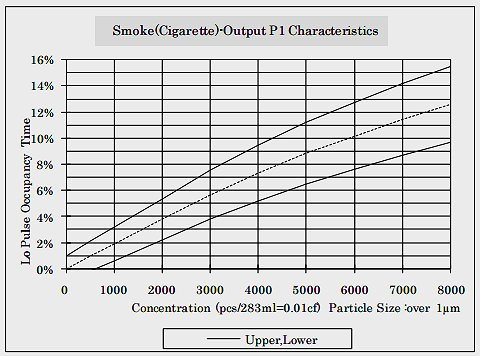 Smoke(Cigarette)-Output P1 Characteristics
16%
14%
12%
10%
8%
6%
4%
2%
0%
Lo Pulse Occupancy Time
0 1000 2000 3000 4000 5000 6000 7000 8000
Concentration (pcs/283ml=0.01cf) Particle Size :over 1μm
Upper,Lower